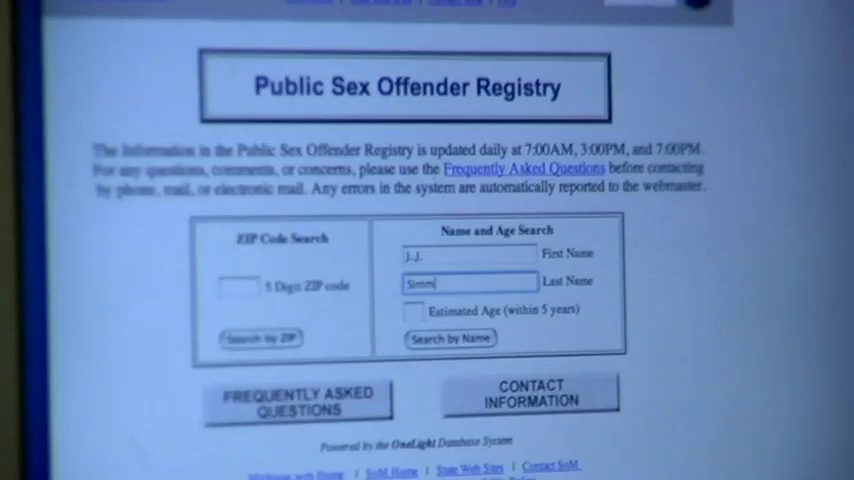 Public Sex Offender Registry
The Information in the Public Sex Offender Registry is updated daily at 7:00AM, 3:00PM, and 7:00PM.
For any questions, comments, or concerns, please use the Frequently Asked Questions before contacting
by phone, mail, or electronic mail. Any errors in the system are automatically reported to the webmaster.
ZIP Code Search
5 Digit ZIP code
Search by ZIP
Name and Age Search
J.J. First Name
Simm Last Name
Estimated Age (within 5 years)
Search by Name
FREQUENTLY ASKED
QUESTIONS
CONTACT
INFORMATION
Powered by the OneLight Database System
Michigan web Home | SoM Home | State Web Sites | Contact SoM